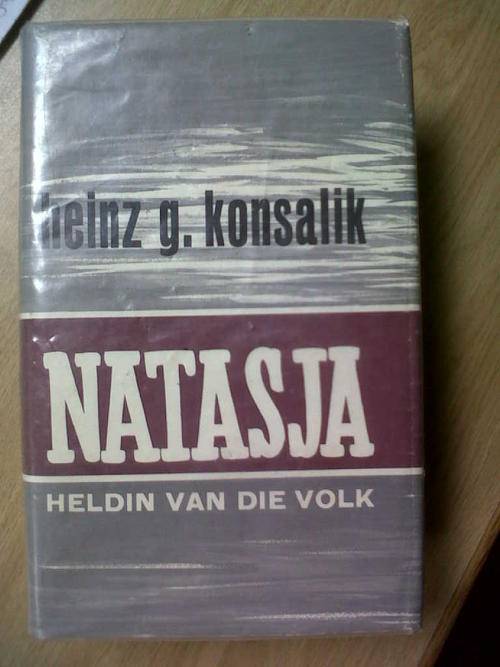 heinz g. konsalik
NATASJA
HELDIN VAN DIE VOLK